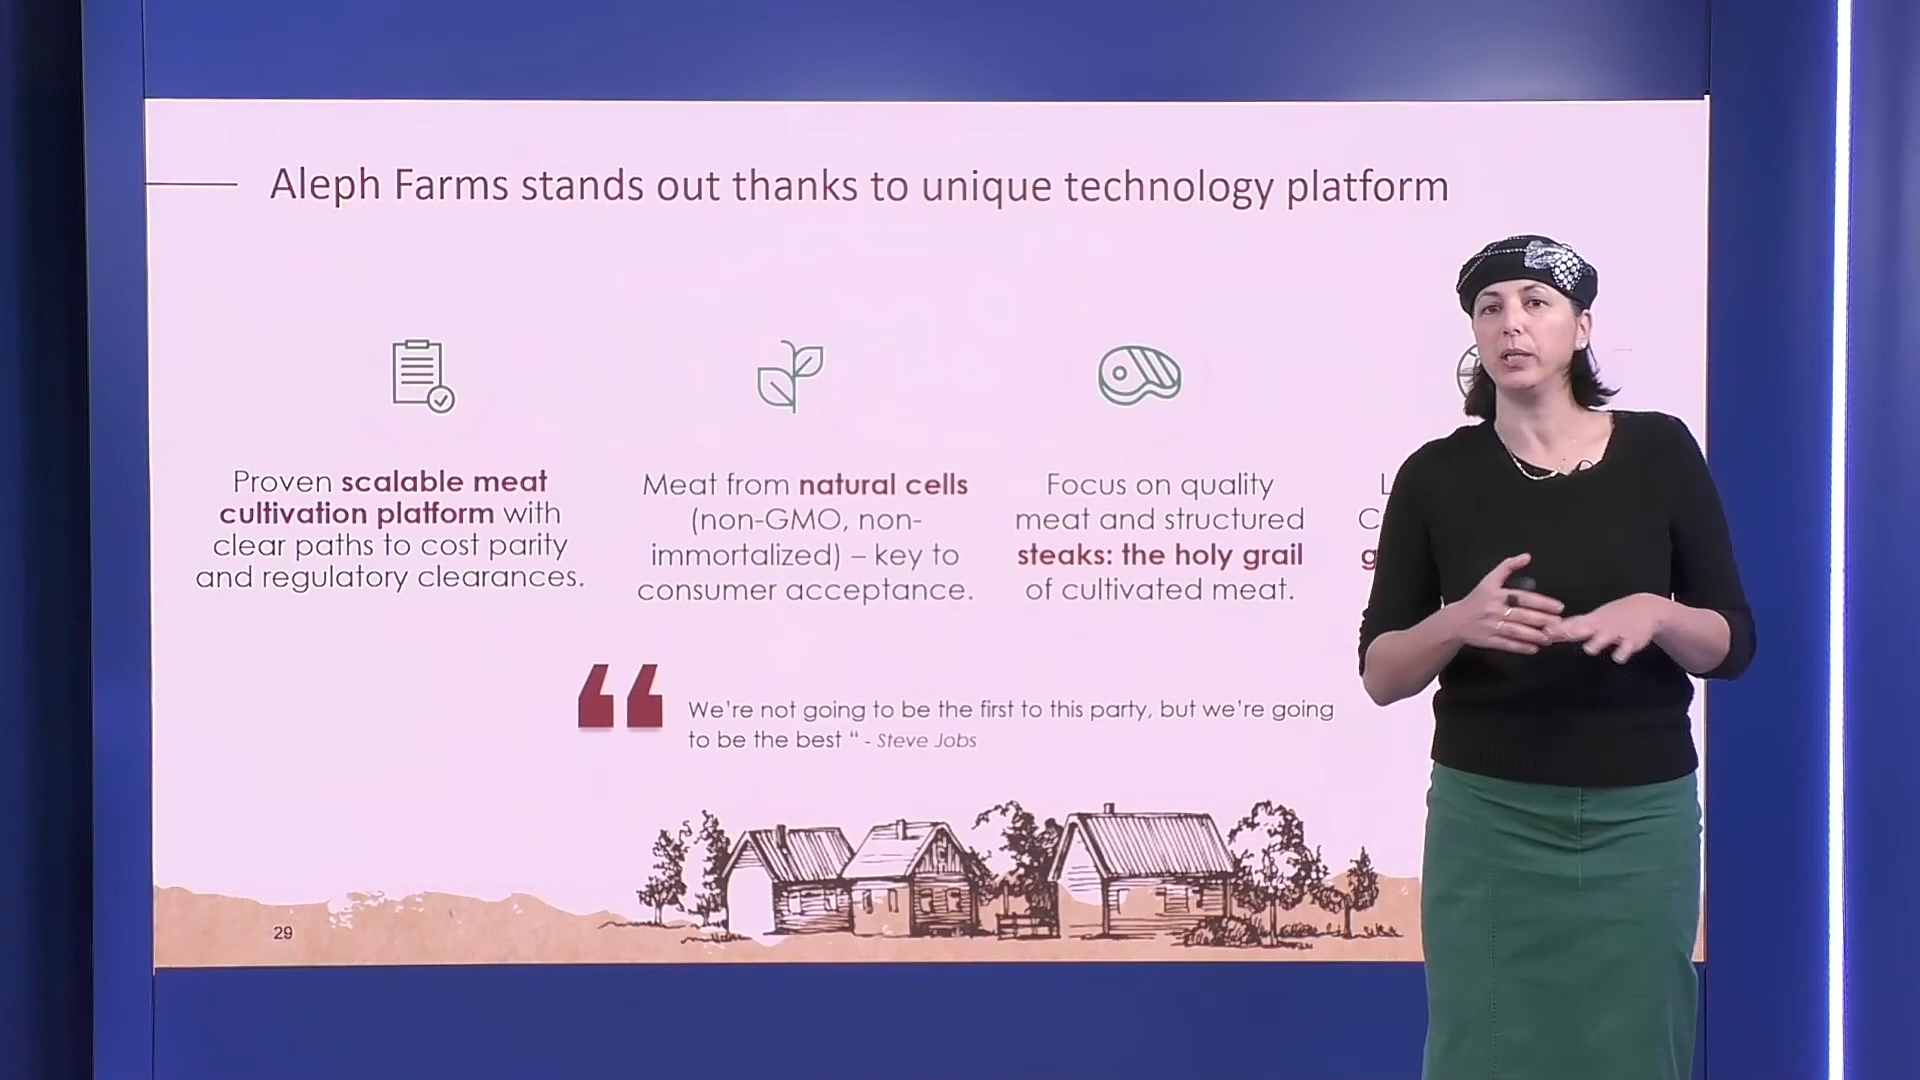 Aleph Farms stands out thanks to unique technology platform
Proven scalable meat
cultivation platform with
clear paths to cost parity
and regulatory clearances.
Meat from natural cells
(non-GMO, non-
immortalized) – key to
consumer acceptance.
Focus on quality
meat and structured
steaks: the holy grail
of cultivated meat.
We're not going to be the first to this party, but we're going
to be the best " - Steve Jobs
29